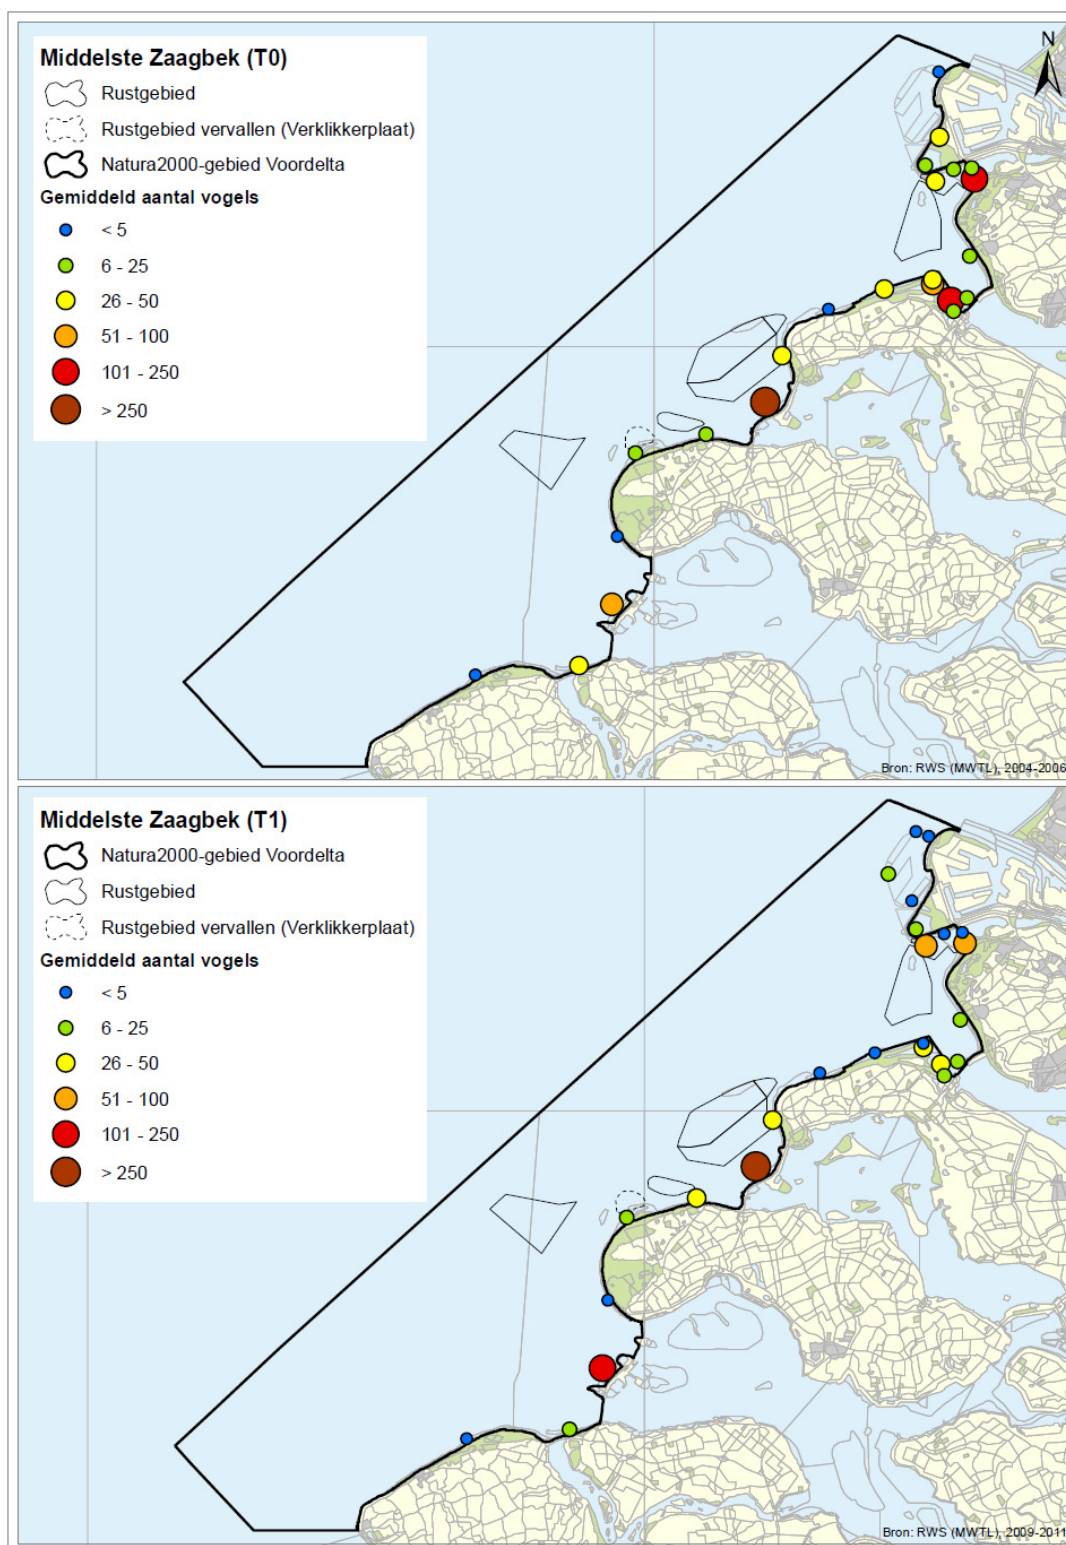 Middelste Zaagbek (T0)
Rustgebied
Rustgebied vervallen (Verklikkerplaat)
Natura2000-gebied Voordelta
Gemiddeld aantal vogels
< 5
6 - 25
26 - 50
51 - 100
101 - 250
> 250
N
Bron: RWS (MWTL), 2004-2006
Middelste Zaagbek (T1)
Natura2000-gebied Voordelta
Rustgebied
Rustgebied vervallen (Verklikkerplaat)
Gemiddeld aantal vogels
< 5
6 - 25
26 - 50
51 - 100
101 - 250
> 250
Bron: RWS (MWTL), 2009-2011